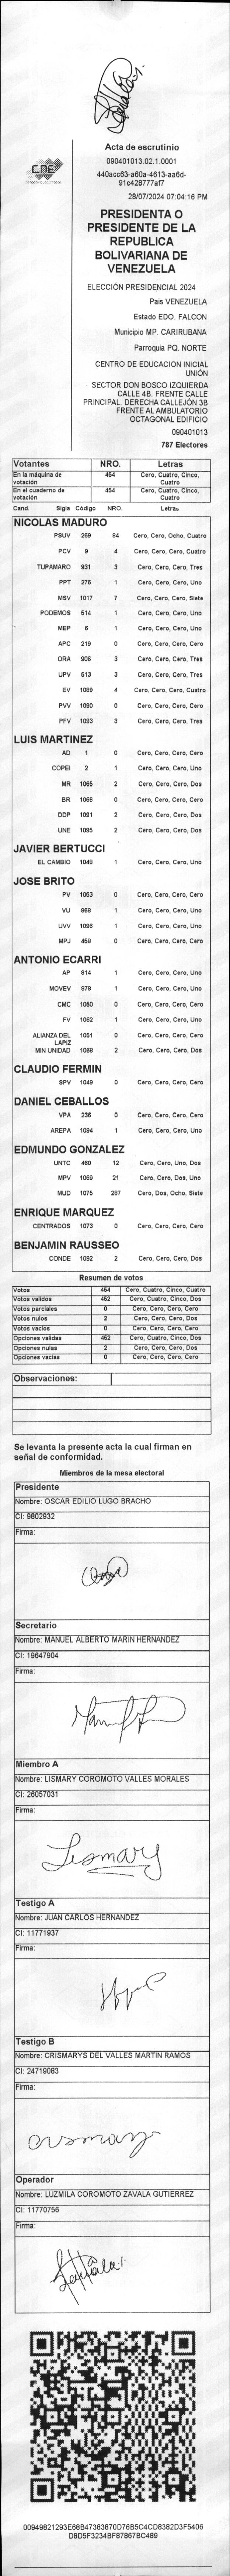 Acta de escrutinio
090401013.02.1.0001
440acc63-a60a-4613-aa6d-
91c428777af7
28/07/2024 07:04:16 PM
PRESIDENTA O
PRESIDENTE DE LA
REPUBLICA
BOLIVARIANA DE
VENEZUELA
ELECCIÓN PRESIDENCIAL 2024
País VENEZUELA
Estado EDO. FALCON
Municipio MP. CARIRUBANA
Parroquia PQ. NORTE
CENTRO DE EDUCACION INICIAL
UNIÓN
SECTOR DON BOSCO IZQUIERDA
CALLE 4B. FRENTE CALLE
PRINCIPAL. DERECHA CALLEJÓN 3B
FRENTE AL AMBULATORIO
OCTAGONAL EDIFICIO
090401013
787 Electores
CNE
Votantes NRO. Letras
En la máquina de votación 454 Cero, Cuatro, Cinco, Cuatro
En el cuaderno de votación 454 Cero, Cuatro, Cinco, Cuatro
Cand. Sigla Código NRO. Letras
NICOLAS MADURO
PSUV 269 84 Cero, Cero, Ocho, Cuatro
PCV 9 4 Cero, Cero, Cero, Cuatro
TUPAMARO 931 3 Cero, Cero, Cero, Tres
PPT 276 1 Cero, Cero, Cero, Uno
MSV 1017 7 Cero, Cero, Cero, Siete
PODEMOS 514 1 Cero, Cero, Cero, Uno
MEP 6 1 Cero, Cero, Cero, Uno
APC 219 0 Cero, Cero, Cero, Cero
ORA 906 3 Cero, Cero, Cero, Tres
UPV 513 3 Cero, Cero, Cero, Tres
EV 1089 4 Cero, Cero, Cero, Cuatro
PVV 1090 0 Cero, Cero, Cero, Cero
PFV 1093 3 Cero, Cero, Cero, Tres
LUIS MARTINEZ
AD 1 0 Cero, Cero, Cero, Cero
COPEI 2 1 Cero, Cero, Cero, Uno
MR 1065 2 Cero, Cero, Cero, Dos
BR 1066 0 Cero, Cero, Cero, Cero
DDP 1091 2 Cero, Cero, Cero, Dos
UNE 1095 2 Cero, Cero, Cero, Dos
JAVIER BERTUCCI
EL CAMBIO 1048 1 Cero, Cero, Cero, Uno
JOSE BRITO
PV 1053 0 Cero, Cero, Cero, Cero
VU 868 1 Cero, Cero, Cero, Uno
UVV 1096 1 Cero, Cero, Cero, Uno
MPJ 458 0 Cero, Cero, Cero, Cero
ANTONIO ECARRI
AP 914 1 Cero, Cero, Cero, Uno
MOVEV 978 1 Cero, Cero, Cero, Uno
CMC 1050 0 Cero, Cero, Cero, Cero
FV 1062 1 Cero, Cero, Cero, Uno
ALIANZA DEL LAPIZ 1051 0 Cero, Cero, Cero, Cero
MIN UNIDAD 1068 2 Cero, Cero, Cero, Dos
CLAUDIO FERMIN
SPV 1049 0 Cero, Cero, Cero, Cero
DANIEL CEBALLOS
VPA 236 0 Cero, Cero, Cero, Cero
AREPA 1094 1 Cero, Cero, Cero, Uno
EDMUNDO GONZALEZ
UNTC 460 12 Cero, Cero, Uno, Dos
MPV 1069 21 Cero, Cero, Dos, Uno
MUD 1075 287 Cero, Dos, Ocho, Siete
ENRIQUE MARQUEZ
CENTRADOS 1073 0 Cero, Cero, Cero, Cero
BENJAMIN RAUSSEO
CONDE 1092 2 Cero, Cero, Cero, Dos
Resumen de votos
Votos 454 Cero, Cuatro, Cinco, Cuatro
Votos validos 452 Cero, Cuatro, Cinco, Dos
Votos parciales 0 Cero, Cero, Cero, Cero
Votos nulos 2 Cero, Cero, Cero, Dos
Votos vacios 0 Cero, Cero, Cero, Cero
Opciones validas 452 Cero, Cuatro, Cinco, Dos
Opciones nulas 2 Cero, Cero, Cero, Dos
Opciones vacias 0 Cero, Cero, Cero, Cero
Observaciones:
Se levanta la presente acta la cual firman en
señal de conformidad.
Miembros de la mesa electoral
Presidente
Nombre: OSCAR EDILIO LUGO BRACHO
CI: 9802932
Firma:
Secretario
Nombre: MANUEL ALBERTO MARIN HERNANDEZ
CI: 19647904
Firma:
Miembro A
Nombre: LISMARY COROMOTO VALLES MORALES
CI: 26057031
Firma:
Lismary
Testigo A
Nombre: JUAN CARLOS HERNANDEZ
CI: 11771937
Firma:
Testigo B
Nombre: CRISMARYS DEL VALLES MARTIN RAMOS
CI: 24719083
Firma:
Operador
Nombre: LUZMILA COROMOTO ZAVALA GUTIERREZ
CI: 11770756
Firma:
00949821293E68B47383870D76B5C4CD8382D3F5406
D8D5F3234BF87867BC489